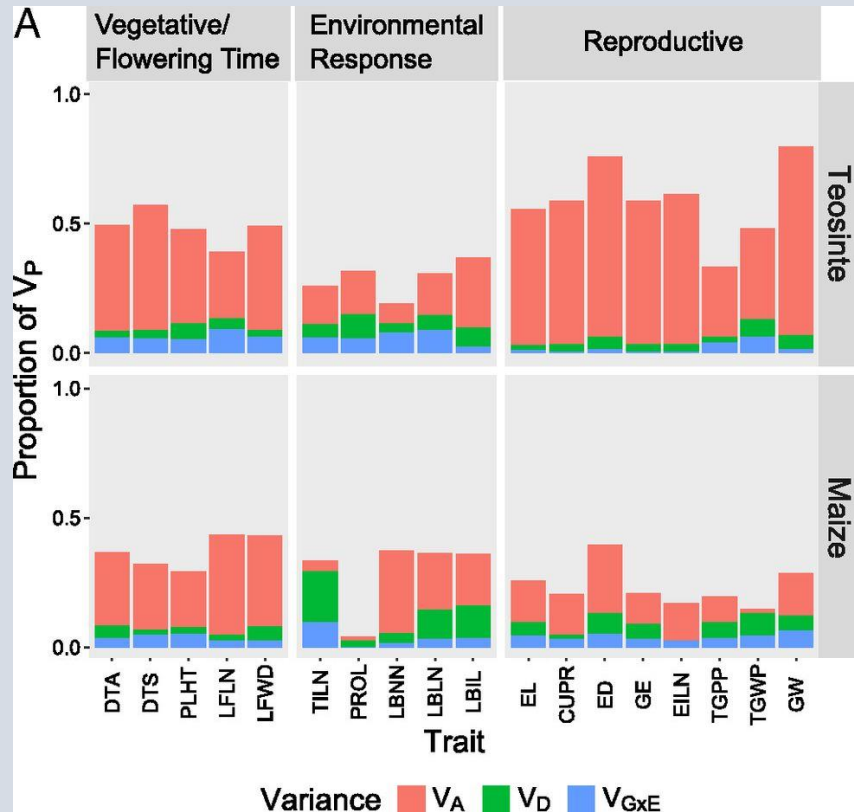 A
Vegetative/
Flowering Time
Environmental
Response
Reproductive
1.0
0.5
0.0
Teosinte
Proportion of VP
1.0
0.5
0.0
Maize
DTA
DTS
PLHT
LFLN
LFWD
TILN
PROL
LBNN
LBLN
LBIL
EL
CUPR
ED
GE
EILN
TGPP
TGWP
GW
Trait
Variance VA VD VGxE